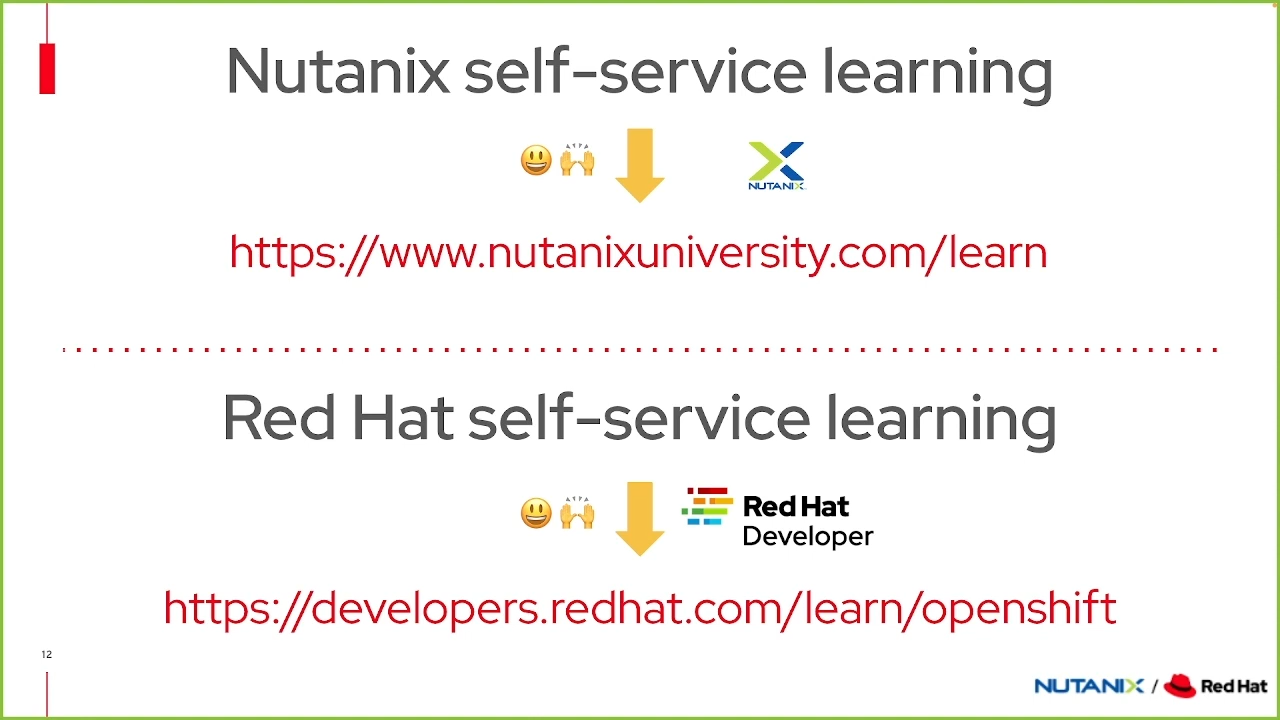 Nutanix self-service learning
😃 🙌
NUTANIX
https://www.nutanixuniversity.com/learn
Red Hat self-service learning
😃 🙌
Red Hat
Developer
https://developers.redhat.com/learn/openshift
12
NUTANIX / Red Hat